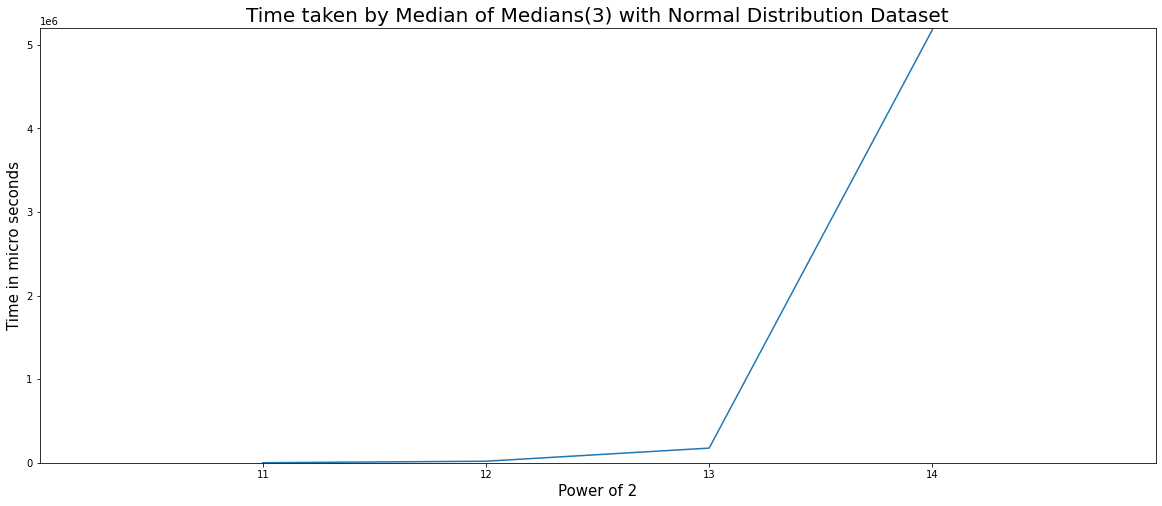 Time taken by Median of Medians(3) with Normal Distribution Dataset
1e6
5
4
3
2
1
0
Time in micro seconds
11 12 13 14
Power of 2